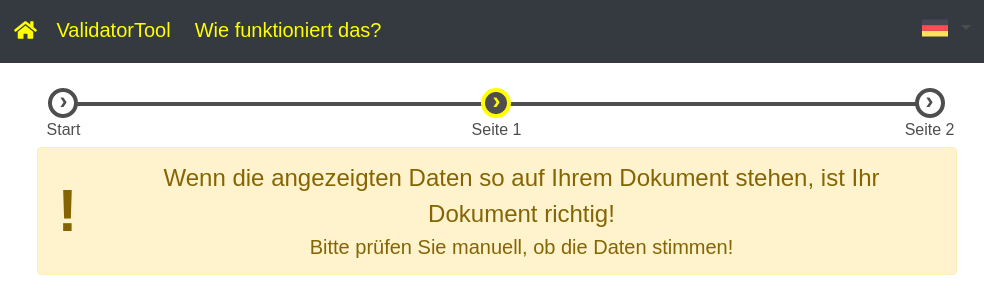 ValidatorTool Wie funktioniert das?
Start Seite 1 Seite 2
! Wenn die angezeigten Daten so auf Ihrem Dokument stehen, ist Ihr
Dokument richtig!
Bitte prüfen Sie manuell, ob die Daten stimmen!